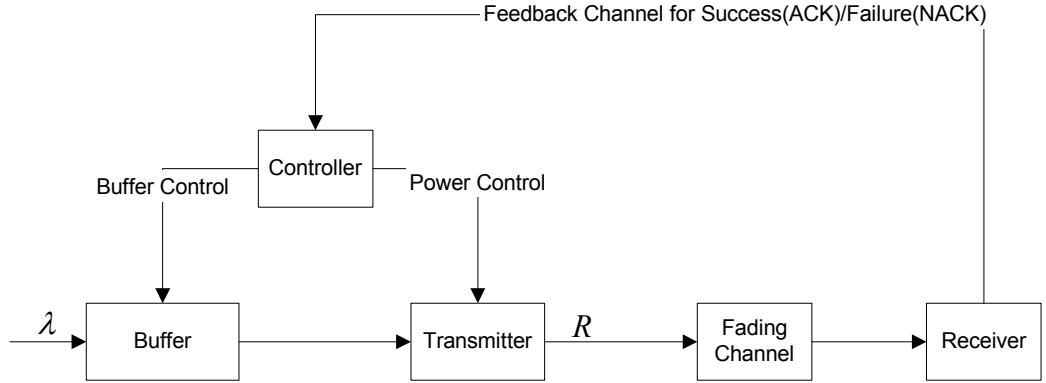 Feedback Channel for Success(ACK)/Failure(NACK)
Controller
Buffer Control
Power Control
λ
Buffer
Transmitter
R
Fading
Channel
Receiver